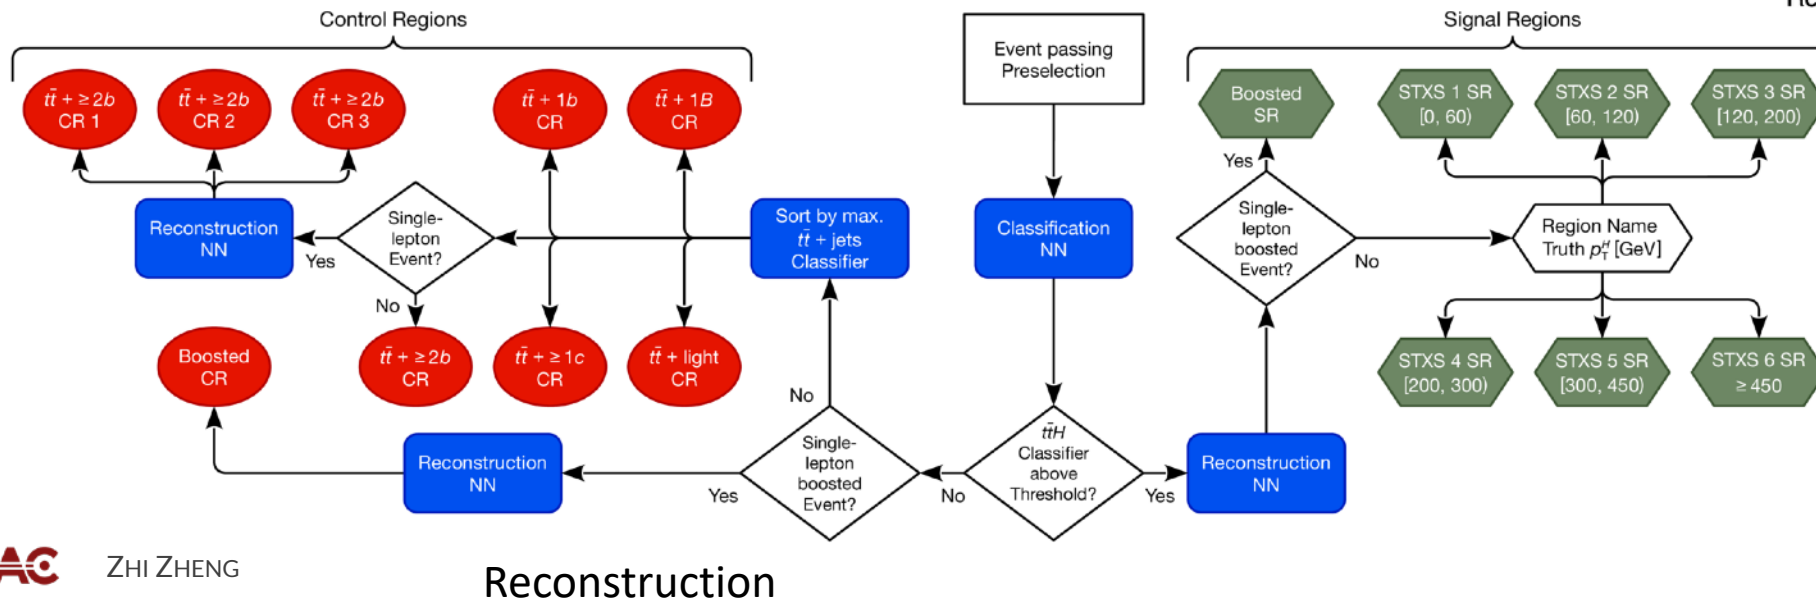 Control Regions
Signal Regions
Event passing
Preselection
tt̄ + ≥ 2b
CR 1
tt̄ + ≥ 2b
CR 2
tt̄ + ≥ 2b
CR 3
tt̄ + 1b
CR
tt̄ + 1B
CR
Boosted
SR
STXS 1 SR
[0, 60)
STXS 2 SR
[60, 120)
STXS 3 SR
[120, 200)
Yes
Reconstruction
NN
Yes
Single-
lepton
Event?
Sort by max.
tt̄ + jets
Classifier
Classification
NN
Single-
lepton
boosted
Event?
No
Region Name
Truth p_T^H [GeV]
No
Boosted
CR
tt̄ + ≥ 2b
CR
tt̄ + ≥ 1c
CR
tt̄ + light
CR
STXS 4 SR
[200, 300)
STXS 5 SR
[300, 450)
STXS 6 SR
≥ 450
No
Reconstruction
NN
Yes
Single-
lepton
boosted
Event?
No
tt̄H
Classifier
above
Threshold?
Yes
Reconstruction
NN
AC
ZHI ZHENG
Reconstruction